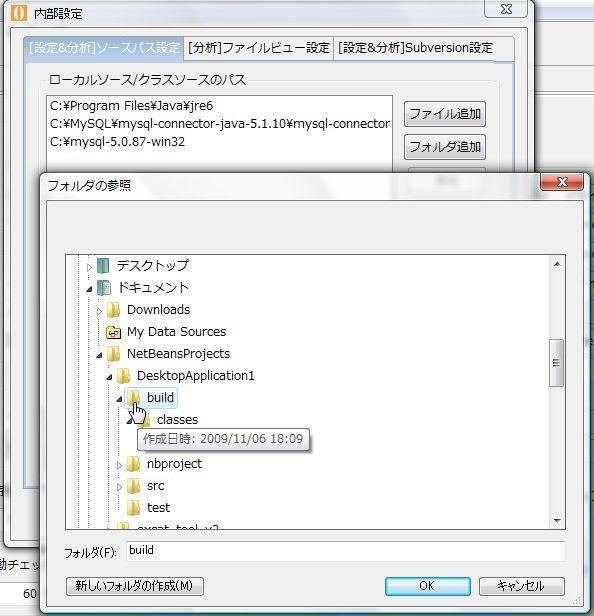 内部設定
[設定&分析]ソースパス設定 [分析]ファイルビュー設定 [設定&分析]Subversion設定
ローカルソース/クラスソースのパス
C:¥Program Files¥Java¥jre6
C:¥MySQL¥mysql-connector-java-5.1.10¥mysql-connector
C:¥mysql-5.0.87-win32
ファイル追加
フォルダ追加
フォルダの参照
デスクトップ
ドキュメント
Downloads
My Data Sources
NetBeansProjects
DesktopApplication1
build
classes
作成日時: 2009/11/06 18:09
nbproject
src
test
フォルダ(F): build
新しいフォルダの作成(M) OK キャンセル
動チェッ
60